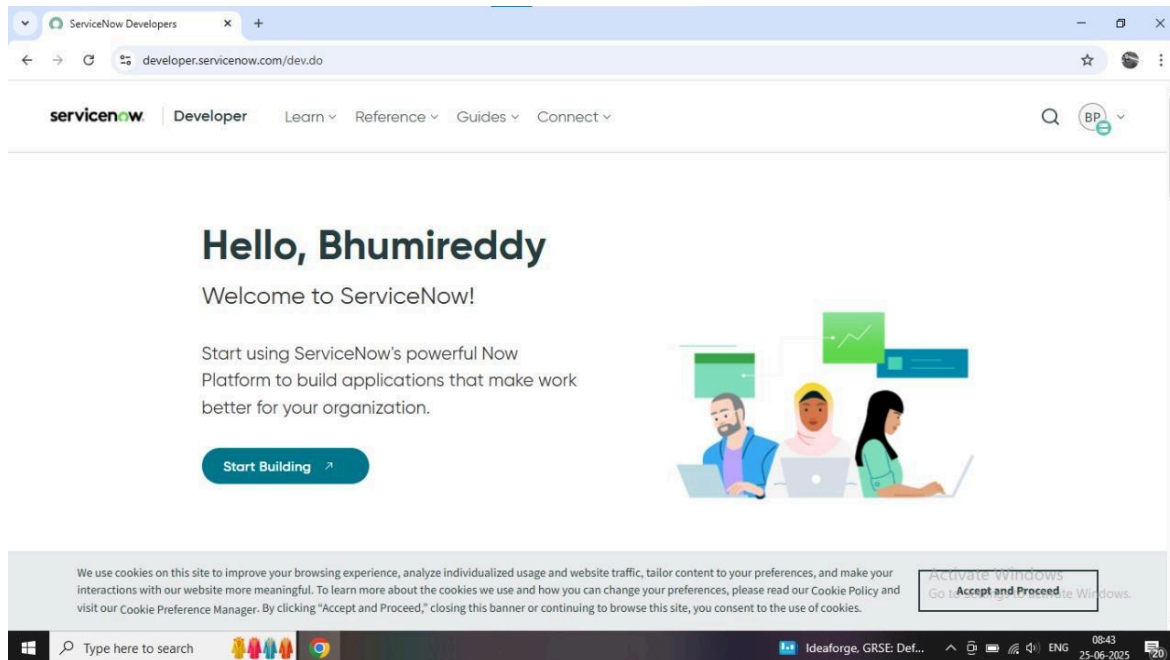 ServiceNow Developers
developer.servicenow.com/dev.do
servicenow. Developer Learn Reference Guides Connect BP
Hello, Bhumireddy
Welcome to ServiceNow!
Start using ServiceNow's powerful Now
Platform to build applications that make work
better for your organization.
Start Building
We use cookies on this site to improve your browsing experience, analyze individualized usage and website traffic, tailor content to your preferences, and make your
interactions with our website more meaningful. To learn more about the cookies we use and how you can change your preferences, please read our Cookie Policy and
visit our Cookie Preference Manager. By clicking "Accept and Proceed," closing this banner or continuing to browse this site, you consent to the use of cookies.
Activate Windows
Go to Settings to activate Windows.
Accept and Proceed
Type here to search
Ideaforge, GRSE: Def... ENG
08:43
25-06-2025
20